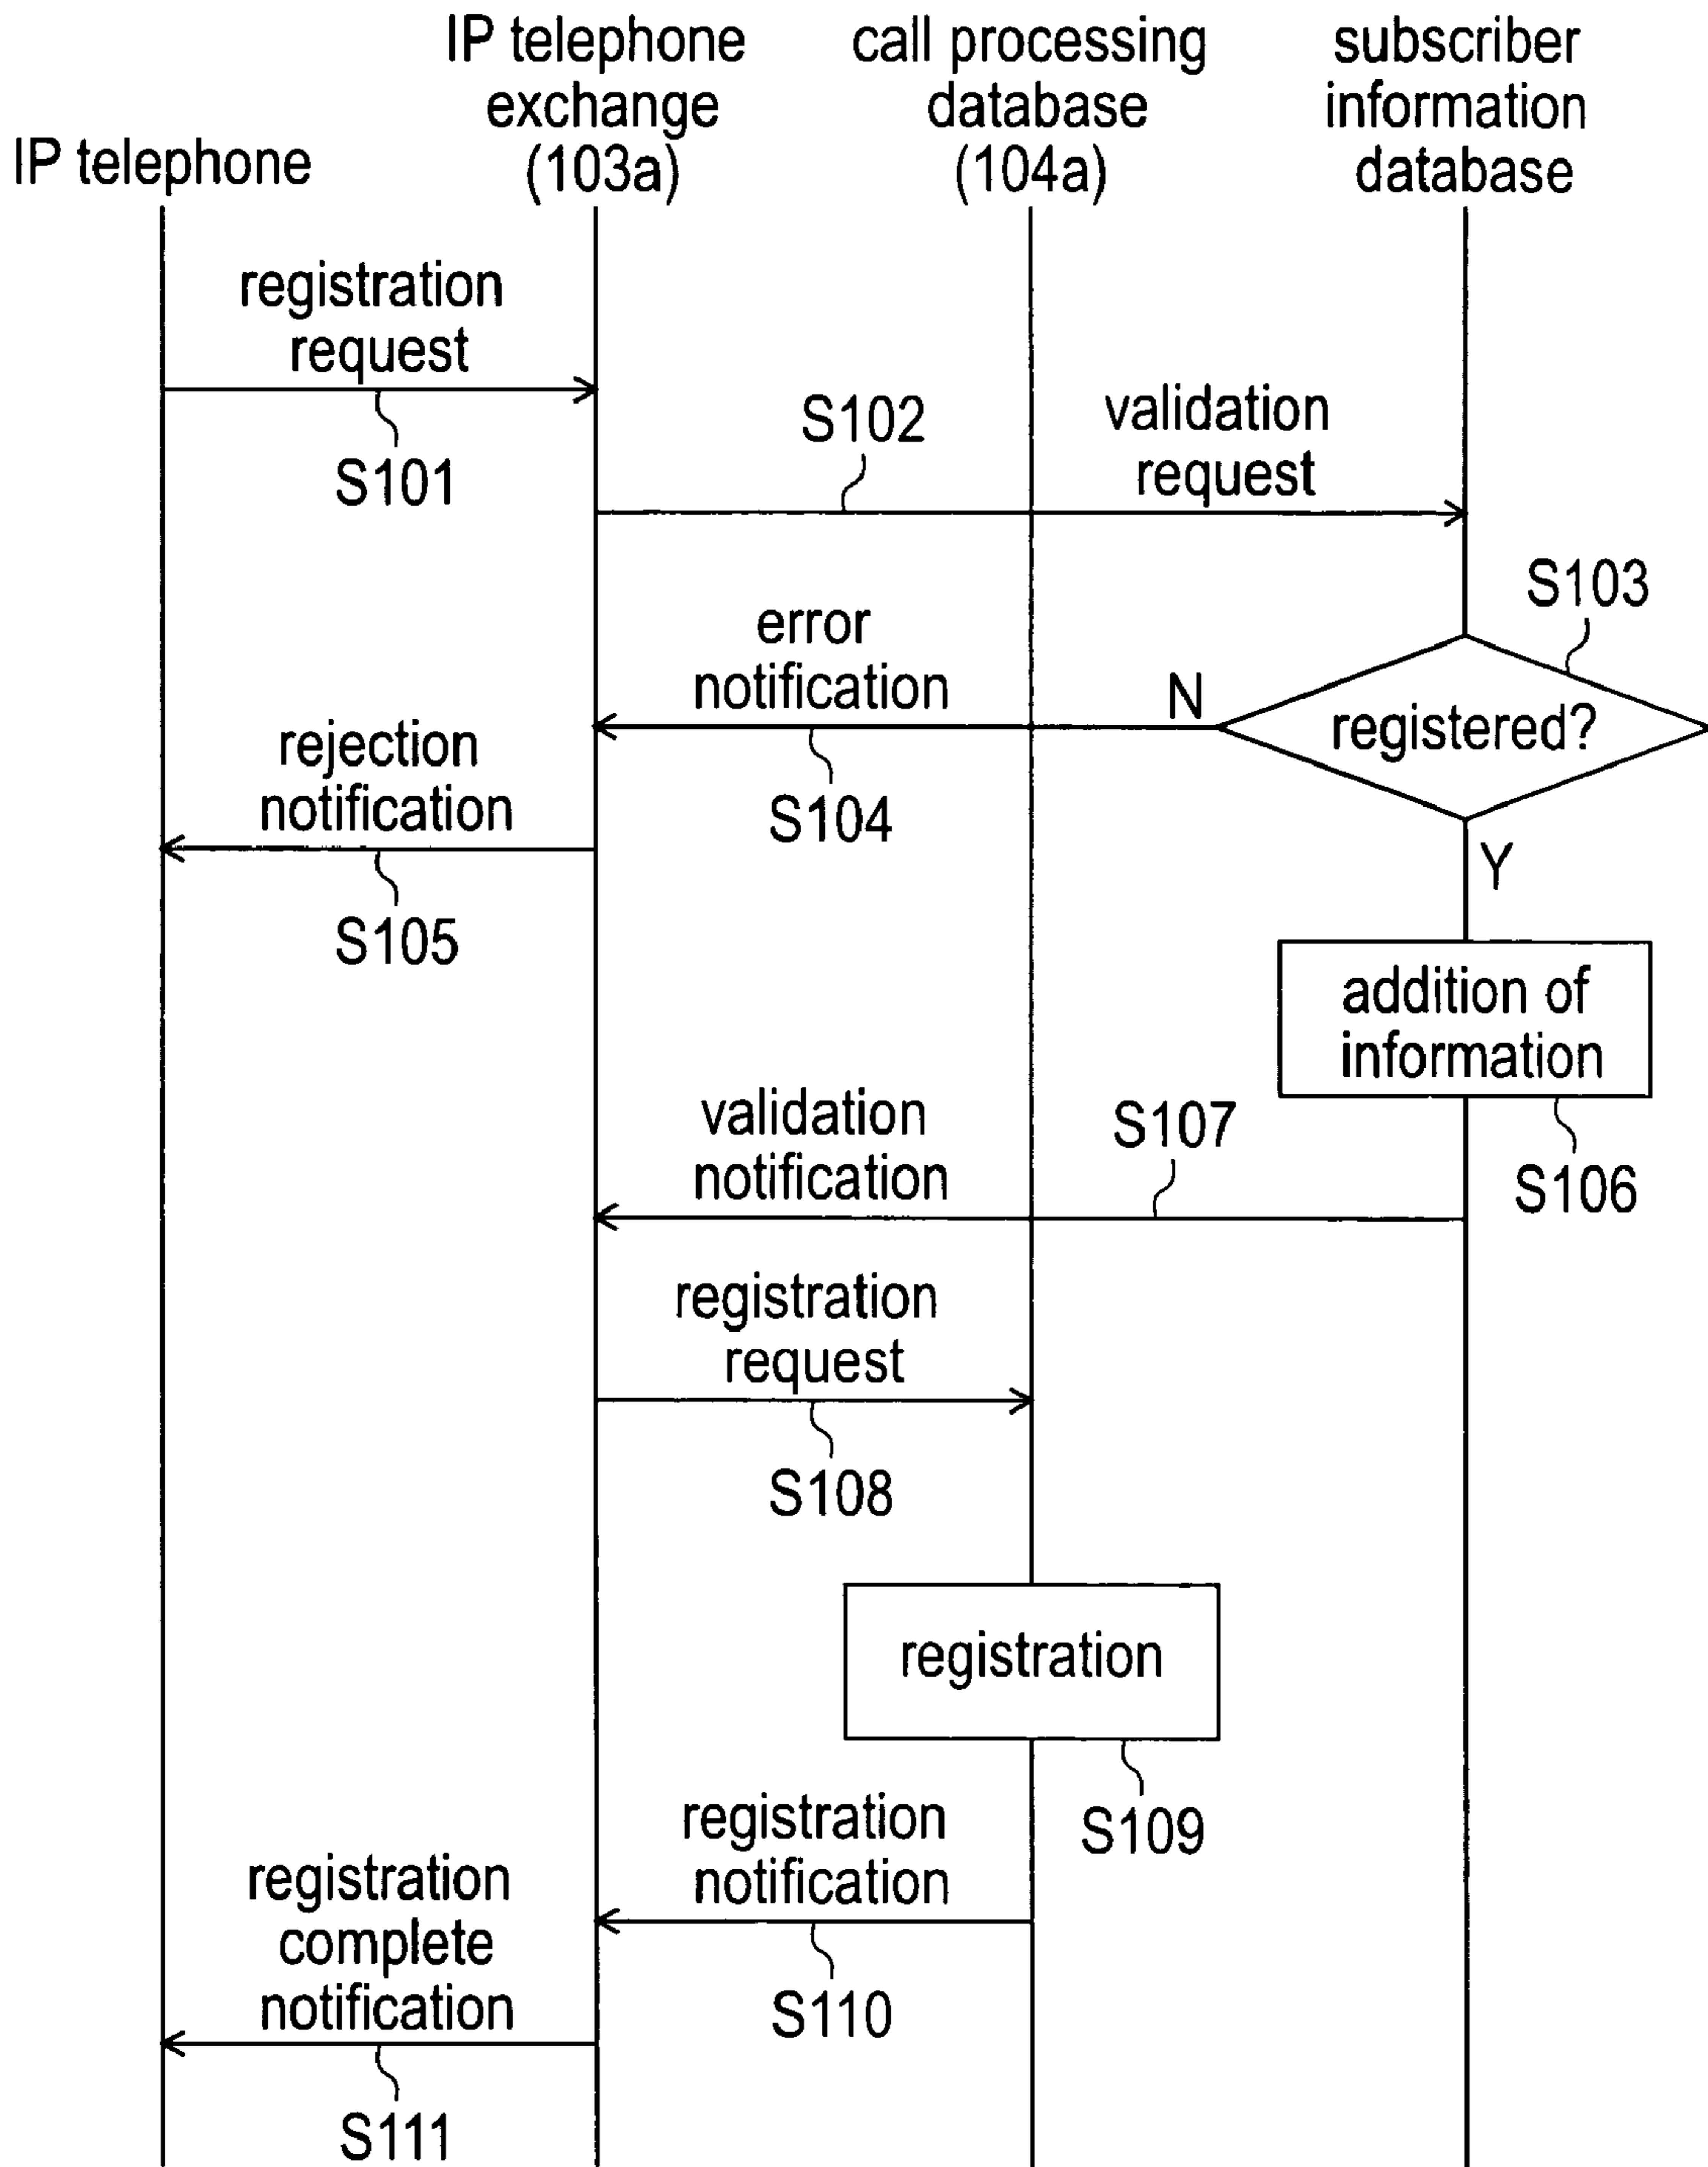 IP telephone
IP telephone
exchange
(103a)
call processing
database
(104a)
subscriber
information
database
registration
request
S101
S102
validation
request
S103
registered?
N
error
notification
S104
rejection
notification
S105
Y
addition of
information
S106
validation
notification
S107
registration
request
S108
registration
S109
registration
notification
S110
registration
complete
notification
S111